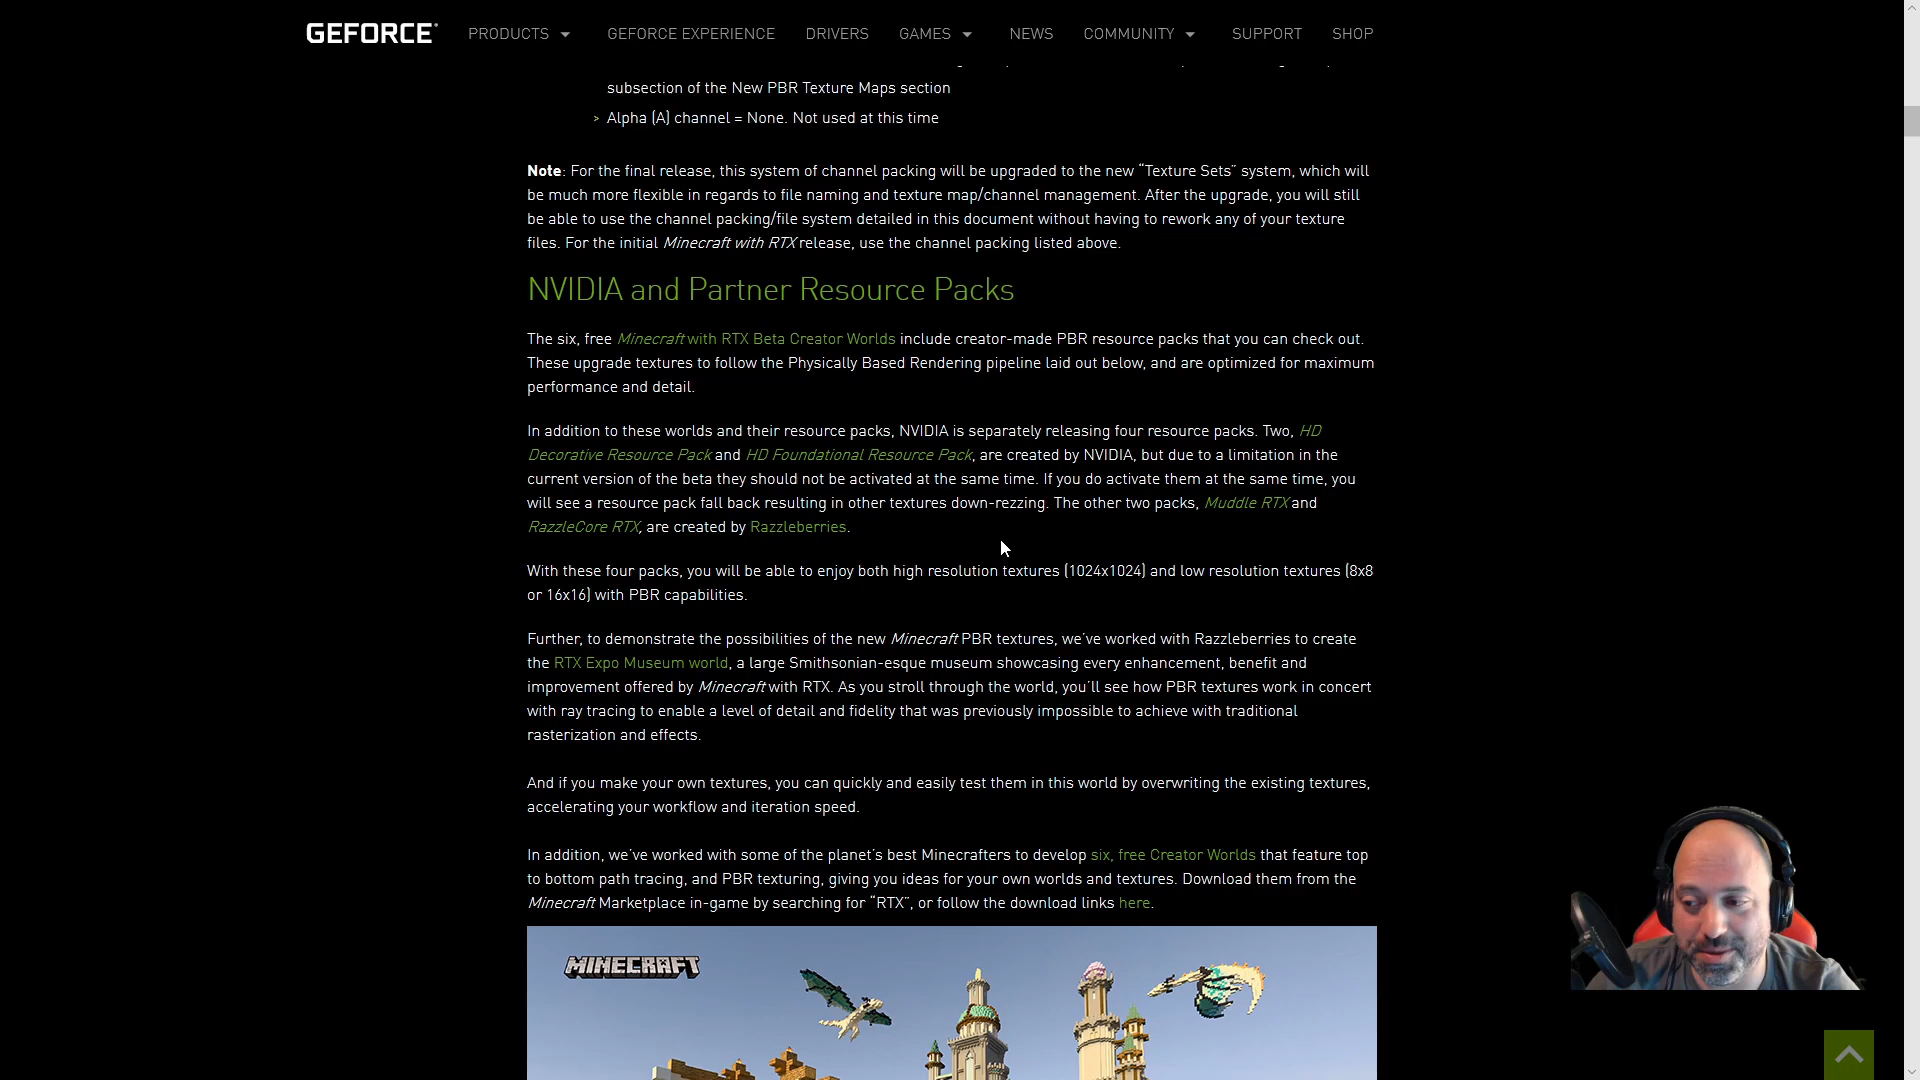 GEFORCE
PRODUCTS
GEFORCE EXPERIENCE
DRIVERS
GAMES
NEWS
COMMUNITY
SUPPORT
SHOP
subsection of the New PBR Texture Maps section
> Alpha (A) channel = None. Not used at this time
Note: For the final release, this system of channel packing will be upgraded to the new “Texture Sets” system, which will
be much more flexible in regards to file naming and texture map/channel management. After the upgrade, you will still
be able to use the channel packing/file system detailed in this document without having to rework any of your texture
files. For the initial Minecraft with RTX release, use the channel packing listed above.
NVIDIA and Partner Resource Packs
The six, free Minecraft with RTX Beta Creator Worlds include creator-made PBR resource packs that you can check out.
These upgrade textures to follow the Physically Based Rendering pipeline laid out below, and are optimized for maximum
performance and detail.
In addition to these worlds and their resource packs, NVIDIA is separately releasing four resource packs. Two, HD
Decorative Resource Pack and HD Foundational Resource Pack, are created by NVIDIA, but due to a limitation in the
current version of the beta they should not be activated at the same time. If you do activate them at the same time, you
will see a resource pack fall back resulting in other textures down-rezzing. The other two packs, Muddle RTX and
RazzleCore RTX, are created by Razzleberries.
With these four packs, you will be able to enjoy both high resolution textures (1024x1024) and low resolution textures (8x8
or 16x16) with PBR capabilities.
Further, to demonstrate the possibilities of the new Minecraft PBR textures, we’ve worked with Razzleberries to create
the RTX Expo Museum world, a large Smithsonian-esque museum showcasing every enhancement, benefit and
improvement offered by Minecraft with RTX. As you stroll through the world, you’ll see how PBR textures work in concert
with ray tracing to enable a level of detail and fidelity that was previously impossible to achieve with traditional
rasterization and effects.
And if you make your own textures, you can quickly and easily test them in this world by overwriting the existing textures,
accelerating your workflow and iteration speed.
In addition, we’ve worked with some of the planet’s best Minecrafters to develop six, free Creator Worlds that feature top
to bottom path tracing, and PBR texturing, giving you ideas for your own worlds and textures. Download them from the
Minecraft Marketplace in-game by searching for “RTX”, or follow the download links here.
MINECRAFT